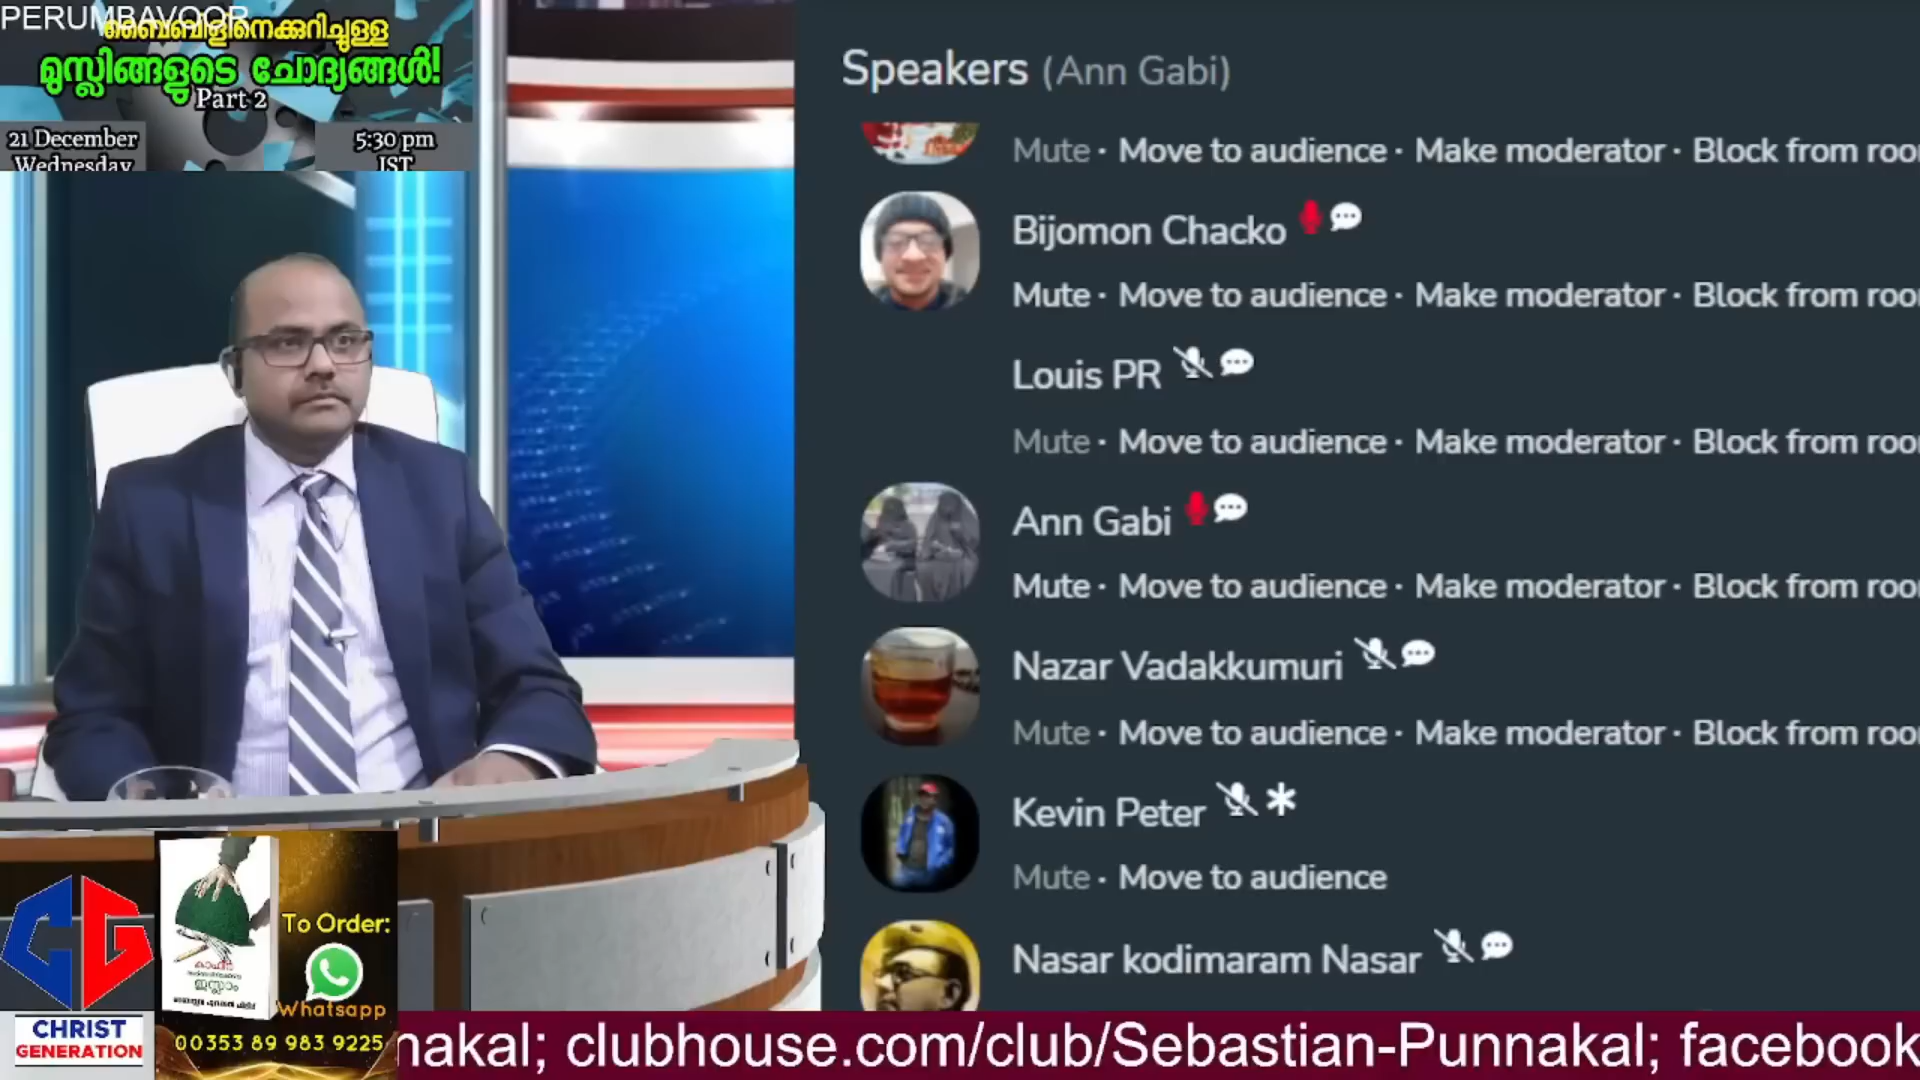 PERUMBAVOOR
ബൈബിളിനെക്കുറിച്ചുള്ള
മുസ്ലിങ്ങളുടെ ചോദ്യങ്ങൾ!
Part 2
21 December
Wednesday
5:30 pm
IST
Speakers (Ann Gabi)
Mute · Move to audience · Make moderator · Block from roo
Bijomon Chacko
Mute · Move to audience · Make moderator · Block from roo
Louis PR
Mute · Move to audience · Make moderator · Block from roo
Ann Gabi
Mute · Move to audience · Make moderator · Block from roo
Nazar Vadakkumuri
Mute · Move to audience · Make moderator · Block from roo
Kevin Peter
Mute · Move to audience
Nasar kodimaram Nasar
CG
CHRIST
GENERATION
ഇസ്ലാം
To Order:
Whatsapp
00353 89 983 9225
nakal; clubhouse.com/club/Sebastian-Punnakal; facebook